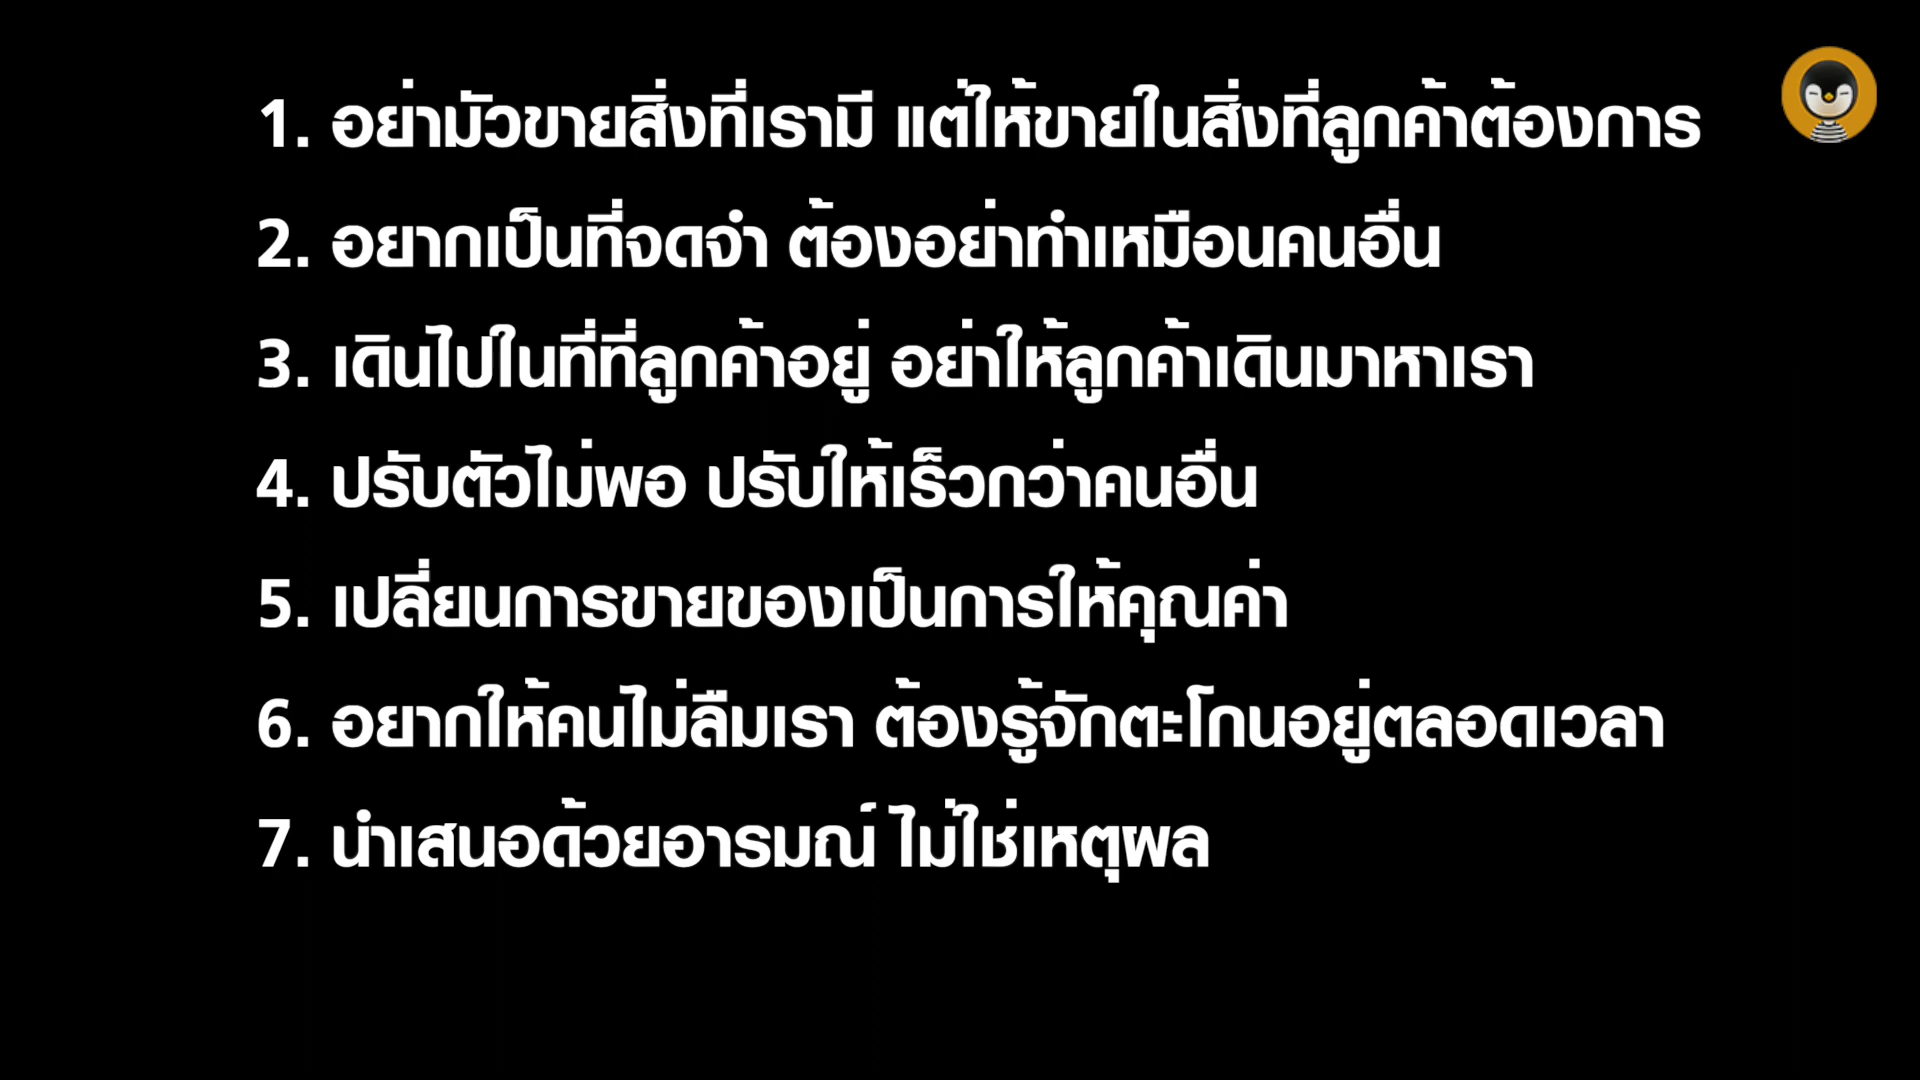 1. อย่ามัวขายสิ่งที่เรามี แต่ให้ขายในสิ่งที่ลูกค้าต้องการ
2. อยากเป็นที่จดจำ ต้องอย่าทำเหมือนคนอื่น
3. เดินไปในที่ที่ลูกค้าอยู่ อย่าให้ลูกค้าเดินมาหาเรา
4. ปรับตัวไม่พอ ปรับให้เร็วกว่าคนอื่น
5. เปลี่ยนการขายของเป็นการให้คุณค่า
6. อยากให้คนไม่ลืมเรา ต้องรู้จักตะโกนอยู่ตลอดเวลา
7. นำเสนอด้วยอารมณ์ ไม่ใช่เหตุผล